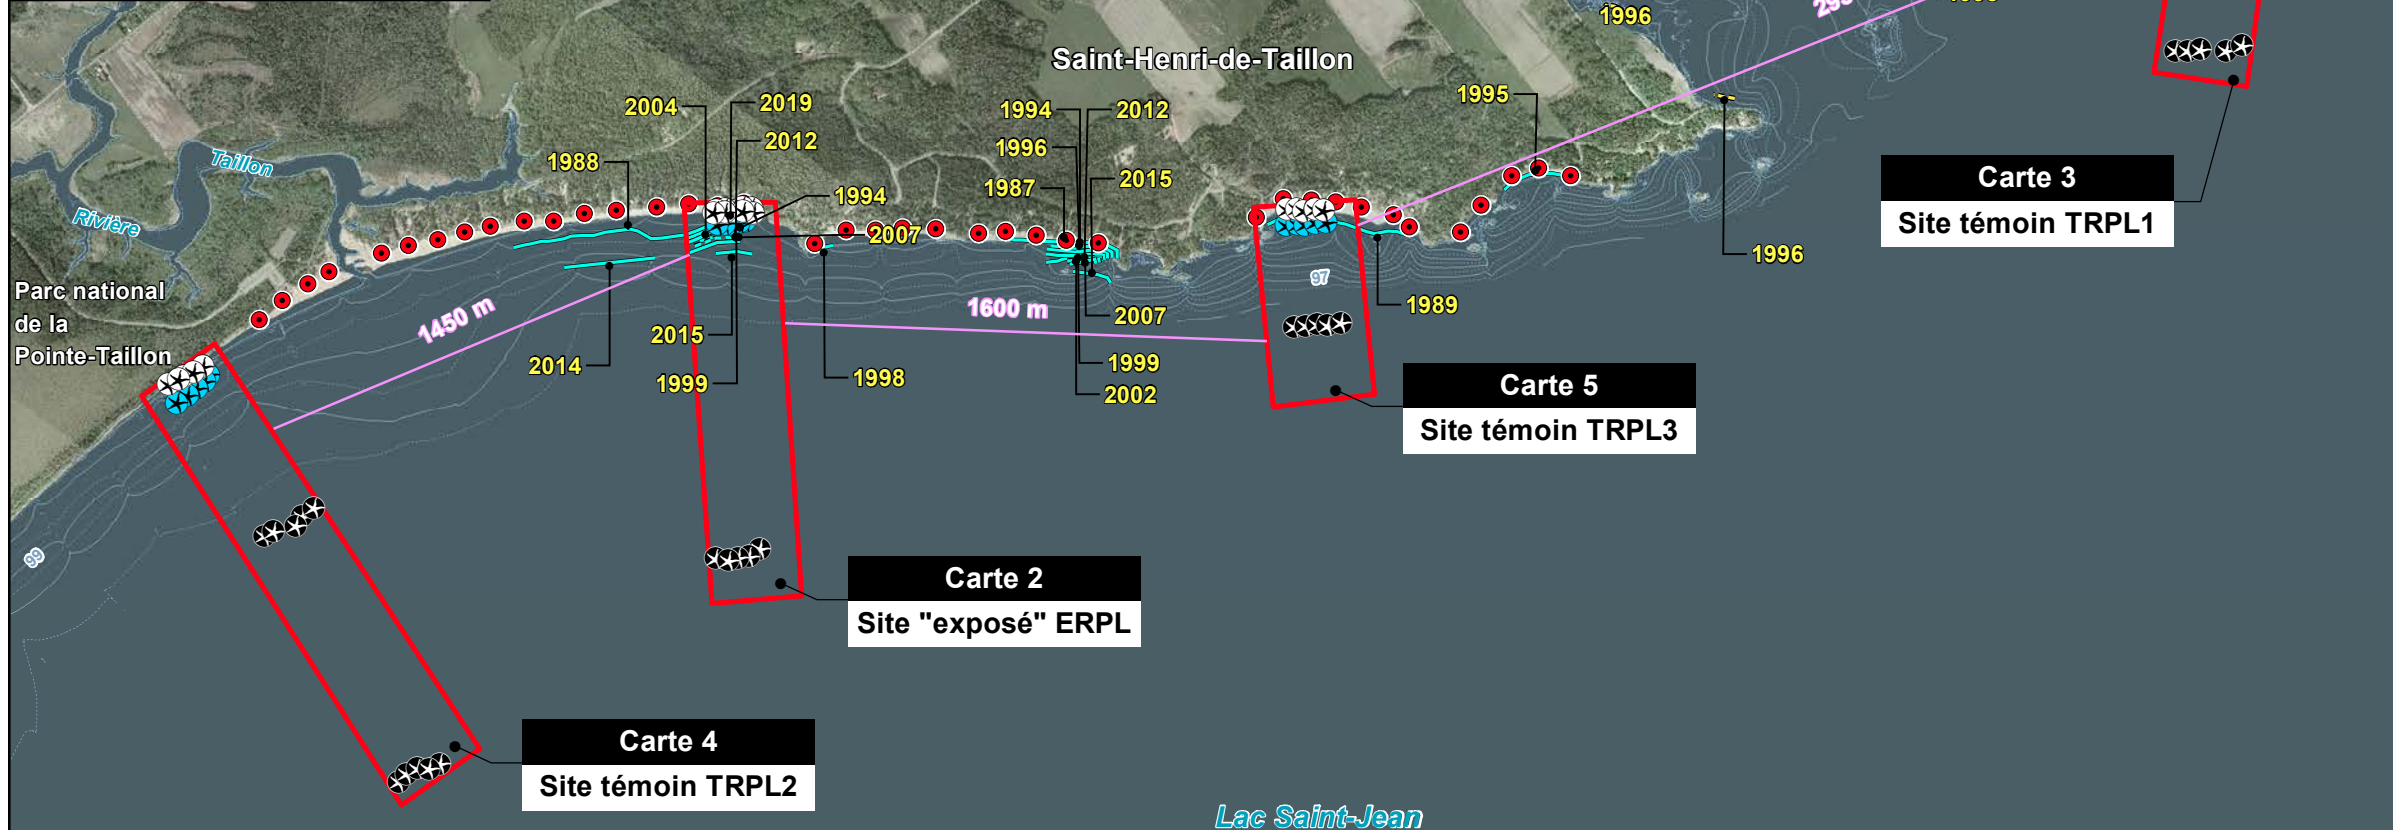 1996
Saint-Henri-de-Taillon
2004
2019
2012
1988
1994
2007
1994
2012
1996
2015
1987
1995
Taillon
Rivière
Carte 3
Site témoin TRPL1
1996
Parc national
de la
Pointe-Taillon
1450 m
2015
2014
1999
1998
1600 m
2007
1999
2002
97
1989
Carte 5
Site témoin TRPL3
99
Carte 2
Site "exposé" ERPL
Carte 4
Site témoin TRPL2
Lac Saint-Jean